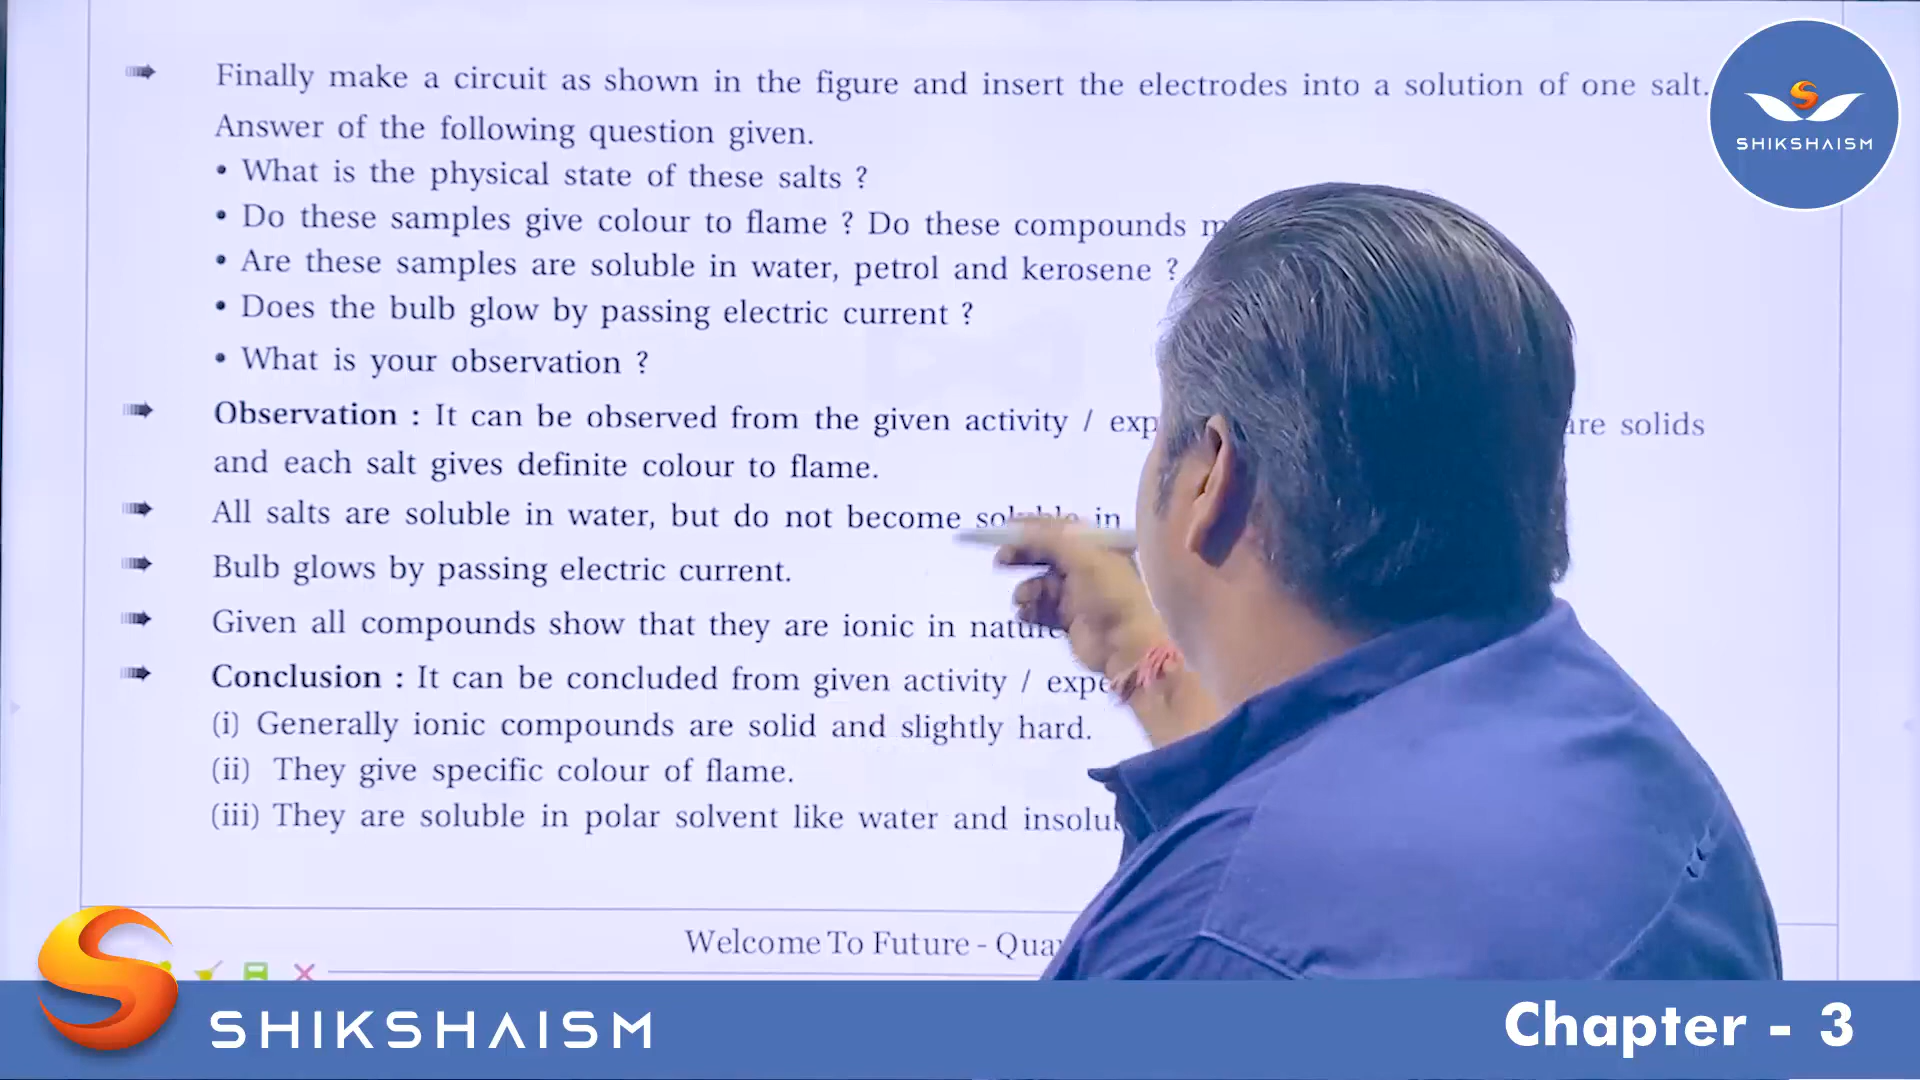 Finally make a circuit as shown in the figure and insert the electrodes into a solution of one salt.
Answer of the following question given.
• What is the physical state of these salts ?
• Do these samples give colour to flame ? Do these compounds
• Are these samples are soluble in water, petrol and kerosene ?
• Does the bulb glow by passing electric current ?
• What is your observation ?
Observation : It can be observed from the given activity / are solids
and each salt gives definite colour to flame.
All salts are soluble in water, but do not become soluble in
Bulb glows by passing electric current.
Given all compounds show that they are ionic in nature
Conclusion : It can be concluded from given activity /
(i) Generally ionic compounds are solid and slightly hard.
(ii) They give specific colour of flame.
(iii) They are soluble in polar solvent like water and
Welcome To Future -
SHIKSHAISM
SHIKSHAISM
Chapter - 3